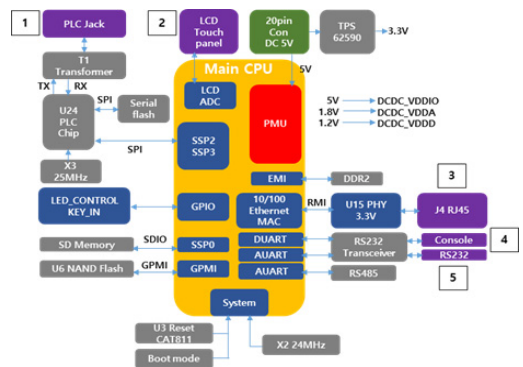 1
PLC Jack
2
LCD
Touch
panel
20pin
Con
DC 5V
TPS
62590
3.3V
T1
Transformer
TX
RX
Main CPU
5V
LCD
ADC
PMU
U24
PLC
Chip
SPI
Serial
flash
5V
DCDC_VDDIO
1.8V
DCDC_VDDA
1.2V
DCDC_VDDD
SPI
SSP2
SSP3
X3
25MHz
EMI
DDR2
3
LED_CONTROL
KEY_IN
GPIO
10/100
Ethernet
MAC
RMI
U15 PHY
3.3V
J4 RJ45
SD Memory
SDIO
SSP0
DUART
RS232
Transceiver
Console
4
AUART
RS232
U6 NAND Flash
GPMI
GPMI
AUART
RS485
5
System
U3 Reset
CAT811
X2 24MHz
Boot mode